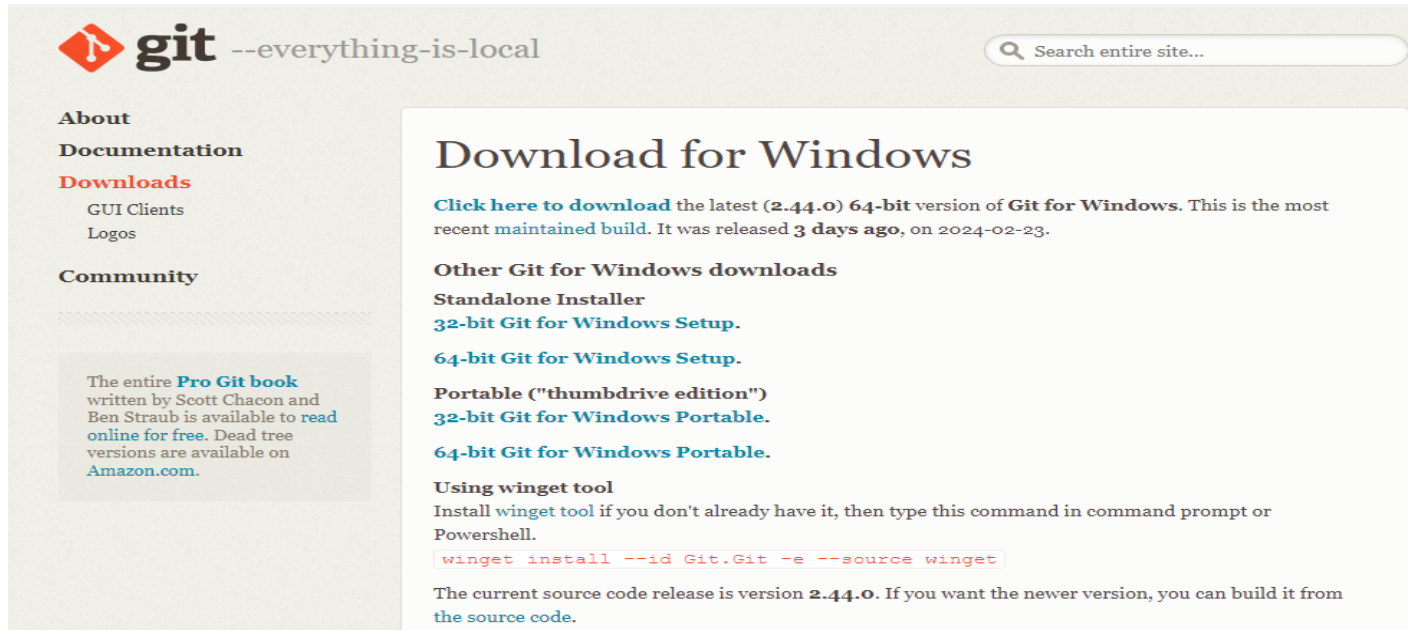 git --everything-is-local
Search entire site...
About
Documentation
Downloads
GUI Clients
Logos
Community
The entire Pro Git book
written by Scott Chacon and
Ben Straub is available to read
online for free. Dead tree
versions are available on
Amazon.com.
Download for Windows
Click here to download the latest (2.44.0) 64-bit version of Git for Windows. This is the most
recent maintained build. It was released 3 days ago, on 2024-02-23.
Other Git for Windows downloads
Standalone Installer
32-bit Git for Windows Setup.
64-bit Git for Windows Setup.
Portable ("thumbdrive edition")
32-bit Git for Windows Portable.
64-bit Git for Windows Portable.
Using winget tool
Install winget tool if you don't already have it, then type this command in command prompt or
Powershell.
winget install --id Git.Git -e --source winget
The current source code release is version 2.44.0. If you want the newer version, you can build it from
the source code.